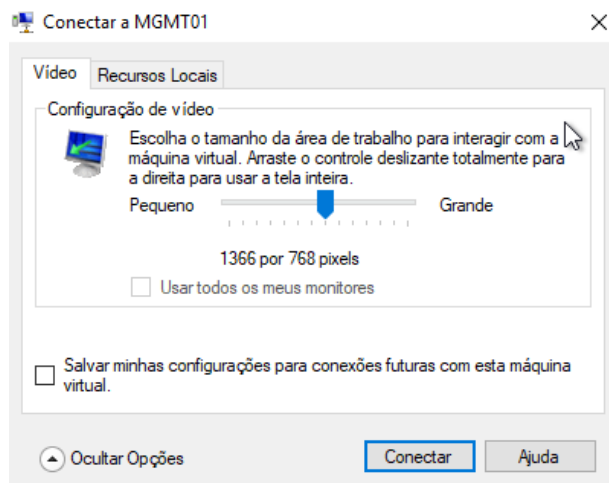 Conectar a MGMT01
Vídeo
Recursos Locais
Configuração de vídeo
Escolha o tamanho da área de trabalho para interagir com a
máquina virtual. Arraste o controle deslizante totalmente para
a direita para usar a tela inteira.
Pequeno
Grande
1366 por 768 pixels
Usar todos os meus monitores
Salvar minhas configurações para conexões futuras com esta máquina
virtual.
Ocultar Opções
Conectar
Ajuda